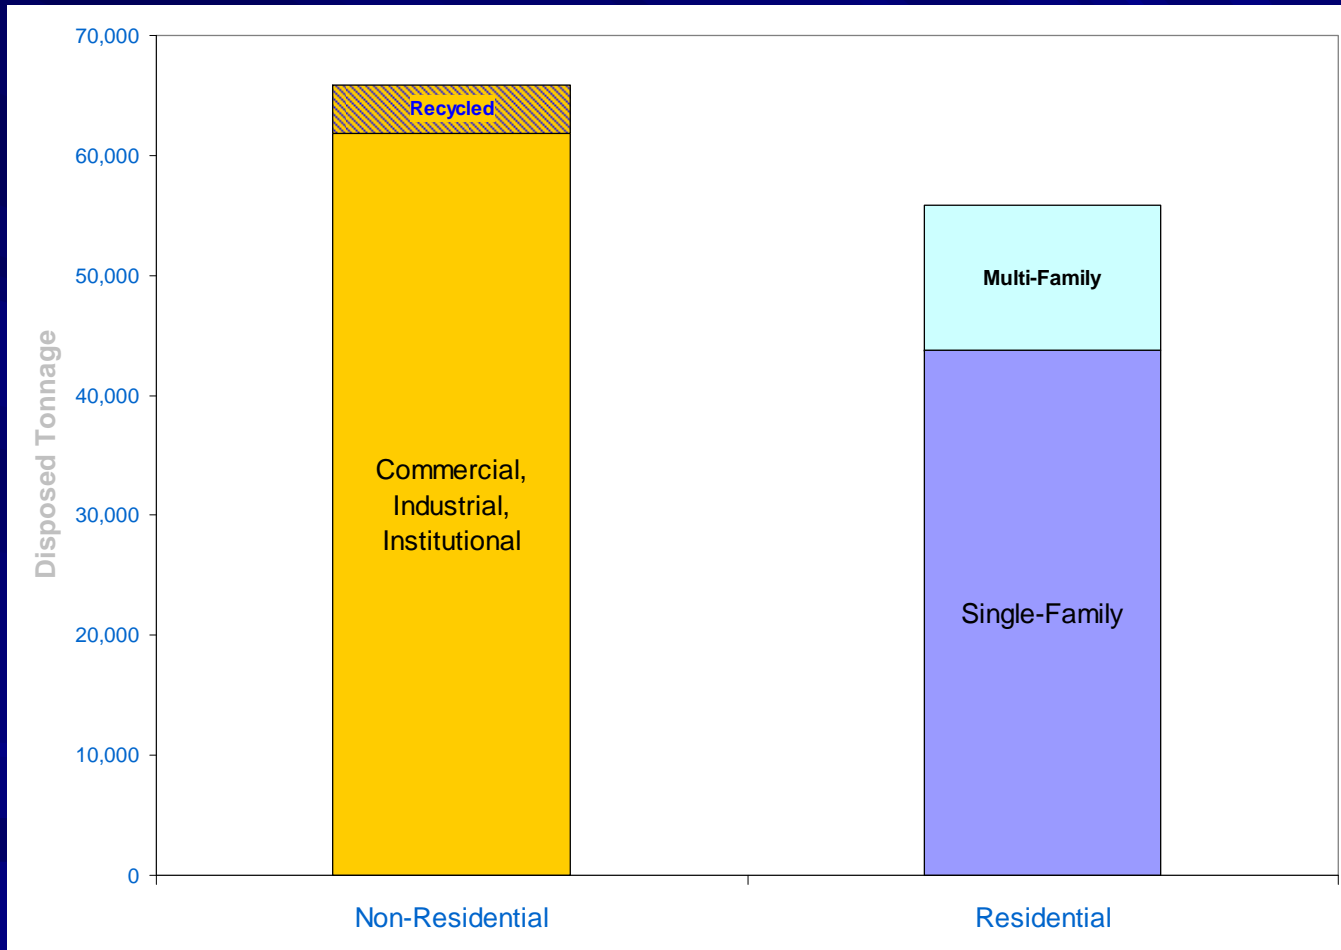 Disposed Tonnage
70,000
60,000
50,000
40,000
30,000
20,000
10,000
0
Recycled
Commercial,
Industrial,
Institutional
Multi-Family
Single-Family
Non-Residential
Residential